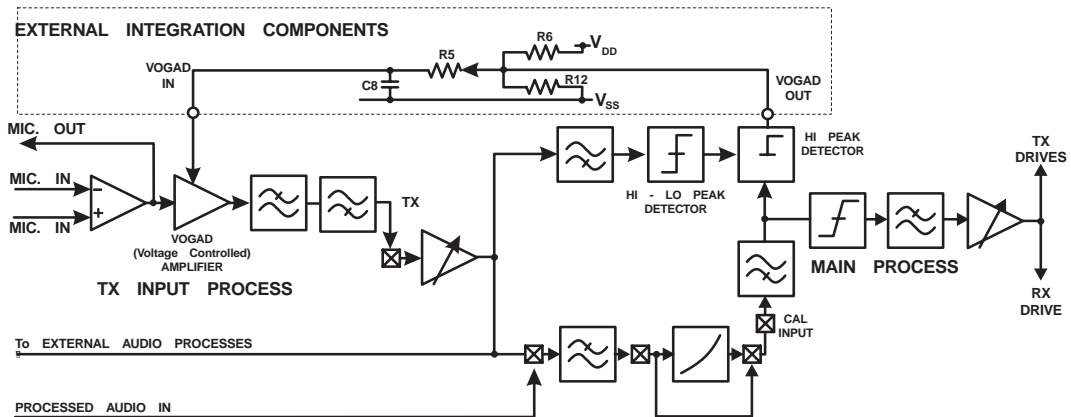 EXTERNAL INTEGRATION COMPONENTS
R6
VDD
R5
VOGAD
IN
C8
R12
VSS
VOGAD
OUT
MIC. OUT
MIC. IN
MIC. IN
−
+
HI PEAK
DETECTOR
TX
DRIVES
HI - LO PEAK
DETECTOR
TX
VOGAD
(Voltage Controlled)
AMPLIFIER
TX INPUT PROCESS
MAIN PROCESS
RX
DRIVE
CAL
INPUT
To EXTERNAL AUDIO PROCESSES
PROCESSED AUDIO IN